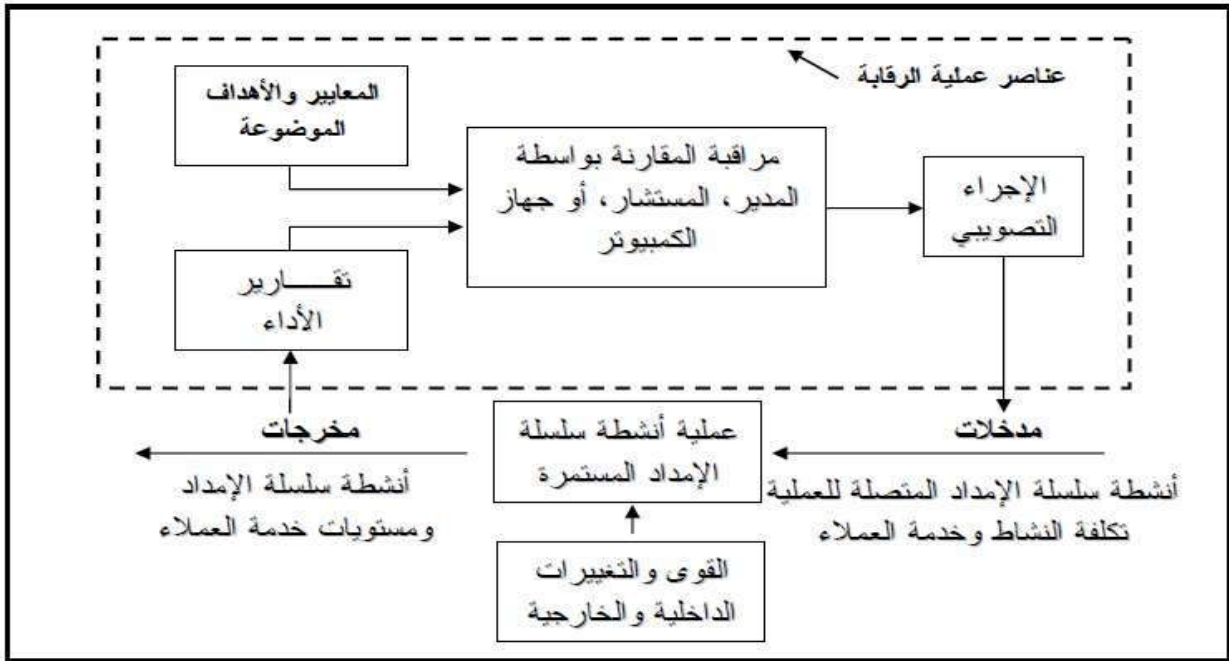 عناصر عملية الرقابة
المعايير والأهداف
الموضوعة
مراقبة المقارنة بواسطة
المدير، المستشار، أو جهاز
الكمبيوتر
الإجراء
التصويبي
تقـــــارير
الأداء
مدخلات
أنشطة سلسلة الإمداد المتصلة للعملية
تكلفة النشاط وخدمة العملاء
عملية أنشطة سلسلة
الإمداد المستمرة
مخرجات
أنشطة سلسلة الإمداد
ومستويات خدمة العملاء
القوى والتغييرات
الداخلية والخارجية